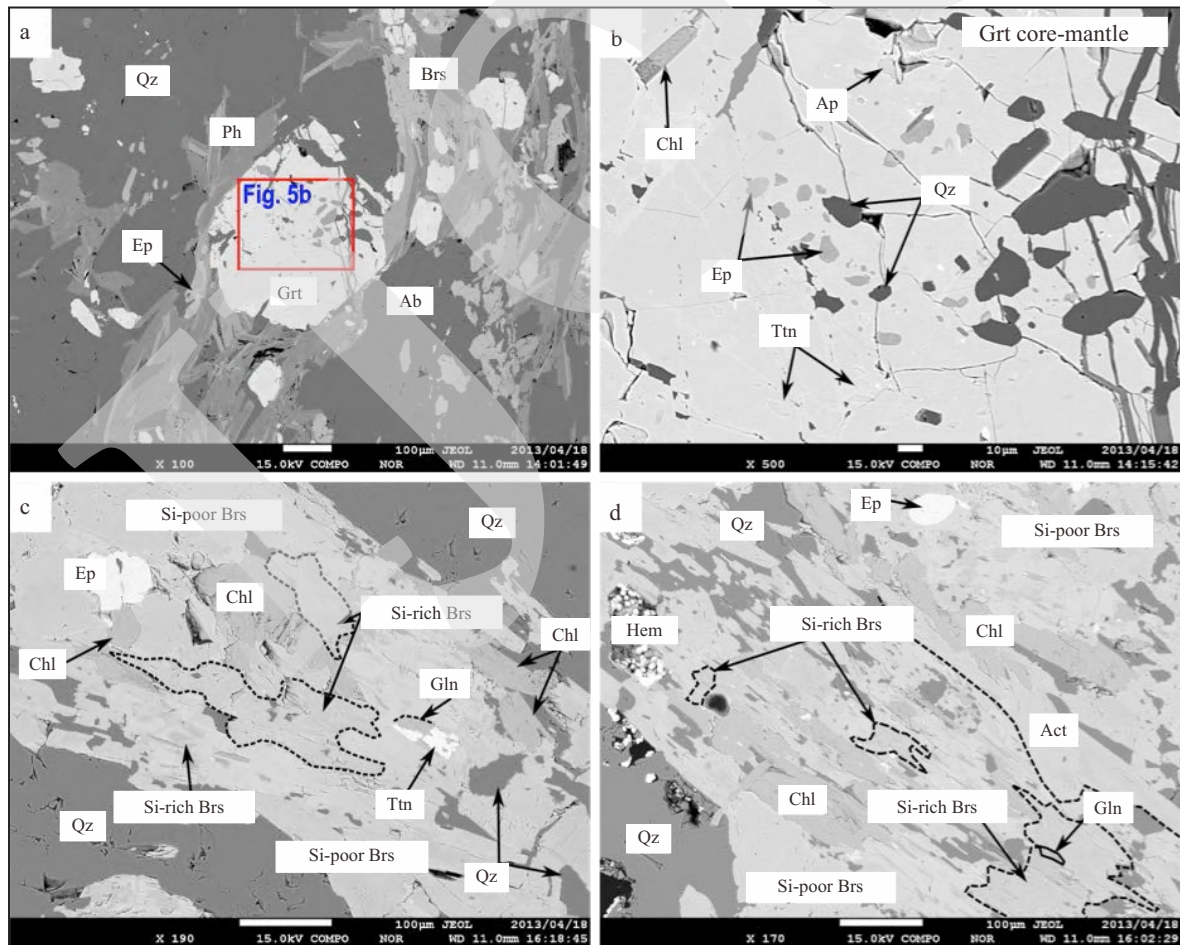 a
Qz
Brs
Ph
Fig. 5b
Ep
Grt
Ab
100μm JEOL 2013/04/18
X 100 15.0kV COMPO NOR WD 11.0mm 14:01:49
b
Grt core-mantle
Ap
Chl
Qz
Ep
Ttn
10μm JEOL 2013/04/18
X 500 15.0kV COMPO NOR WD 11.0mm 14:15:42
c
Si-poor Brs
Qz
Ep
Chl
Si-rich Brs
Chl
Chl
Gln
Si-rich Brs
Ttn
Qz
Si-poor Brs
Qz
100μm JEOL 2013/04/18
X 190 15.0kV COMPO NOR WD 11.0mm 16:18:45
d
Ep
Qz
Si-poor Brs
Hem
Si-rich Brs
Chl
Act
Chl
Si-rich Brs
Gln
Qz
Si-poor Brs
100μm JEOL 2013/04/18
X 170 15.0kV COMPO NOR WD 11.0mm 16:03:29